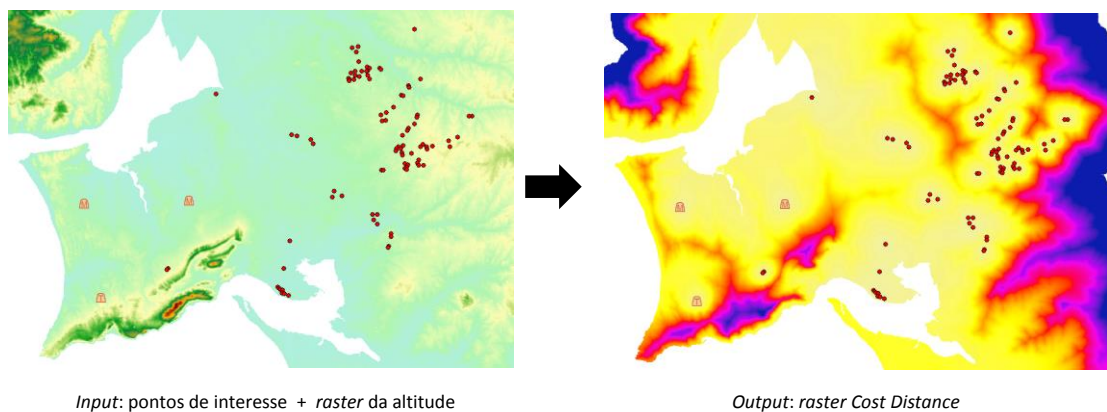 Input: pontos de interesse + raster da altitude
Output: raster Cost Distance